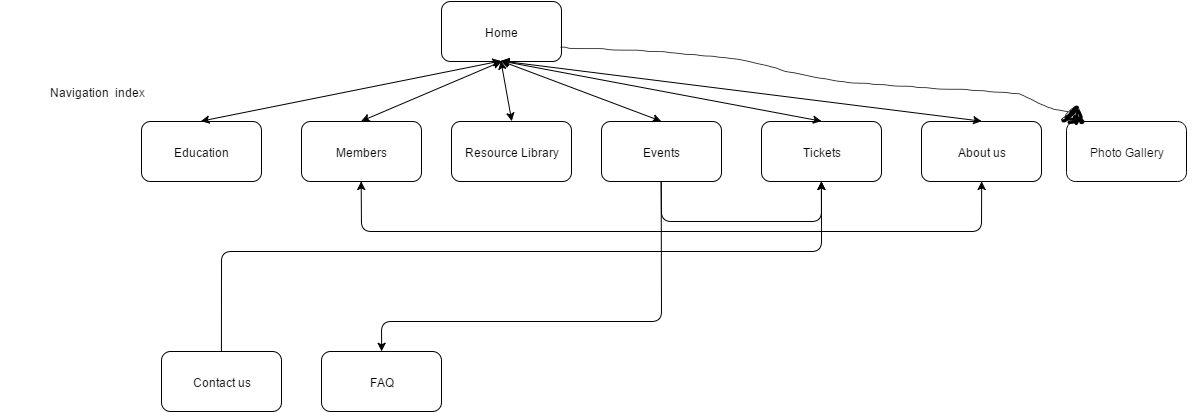 Home
Navigation index
Education
Members
Resource Library
Events
Tickets
About us
Photo Gallery
Contact us
FAQ